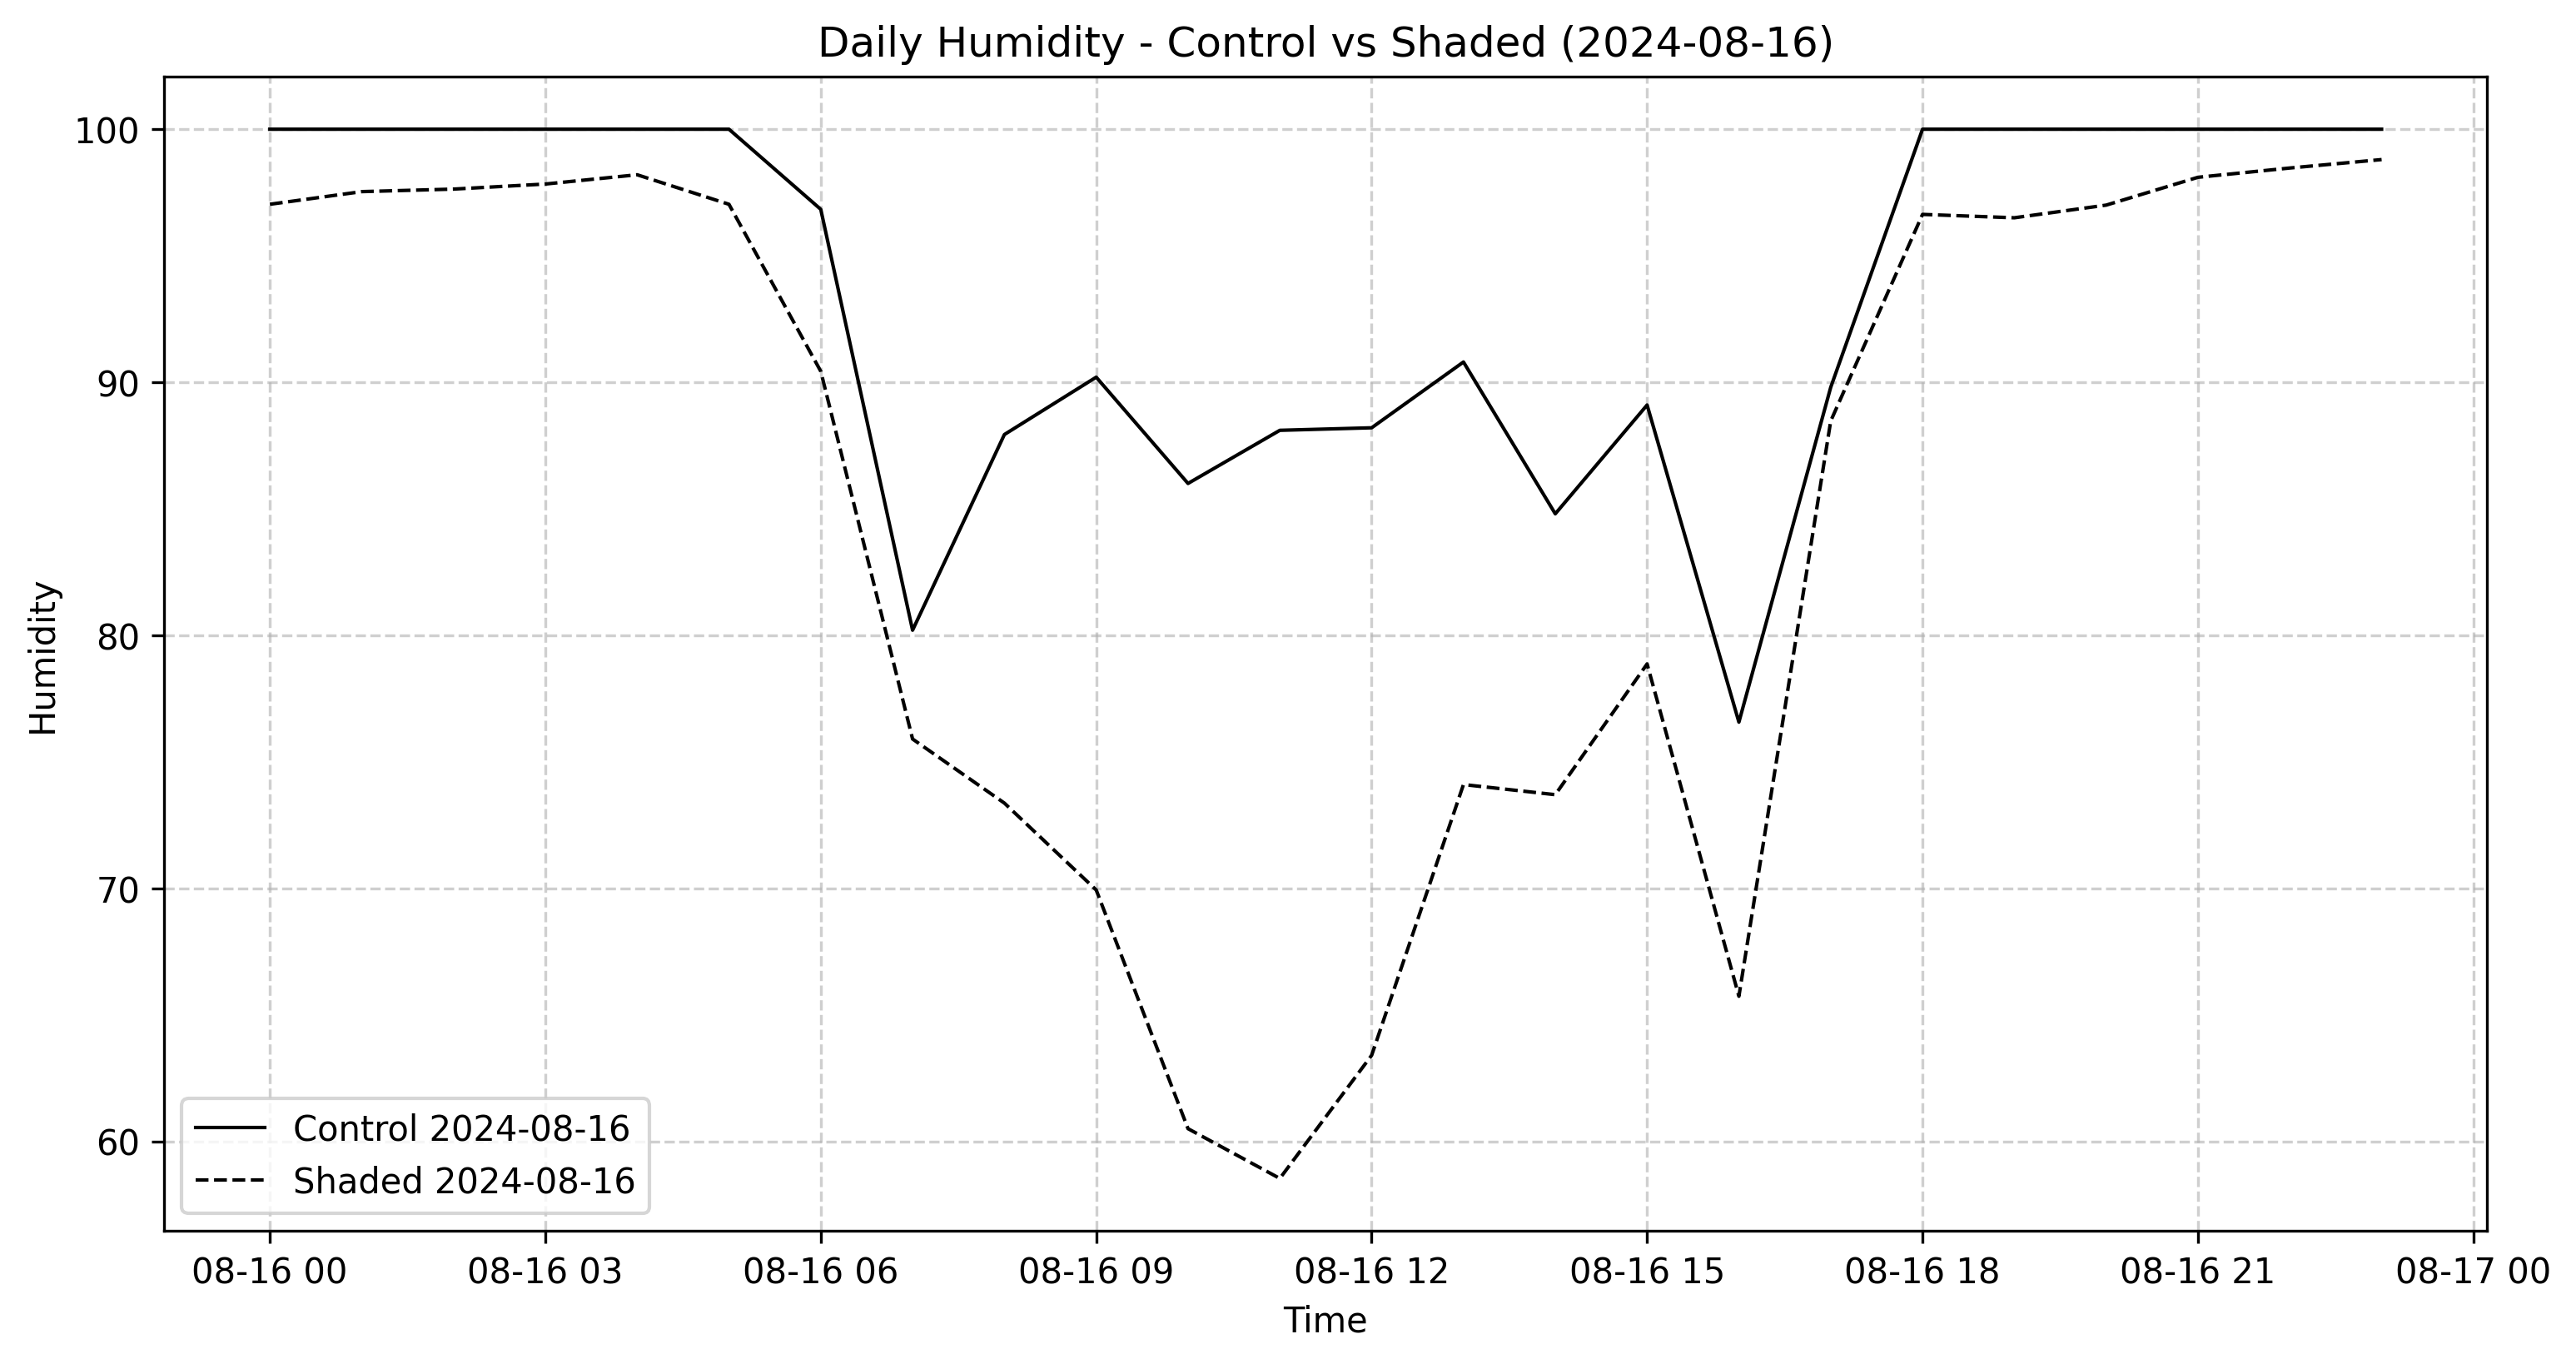 Daily Humidity - Control vs Shaded (2024-08-16)
100
90
80
70
60
Humidity
Control 2024-08-16
Shaded 2024-08-16
08-16 00 08-16 03 08-16 06 08-16 09 08-16 12 08-16 15 08-16 18 08-16 21 08-17 00
Time